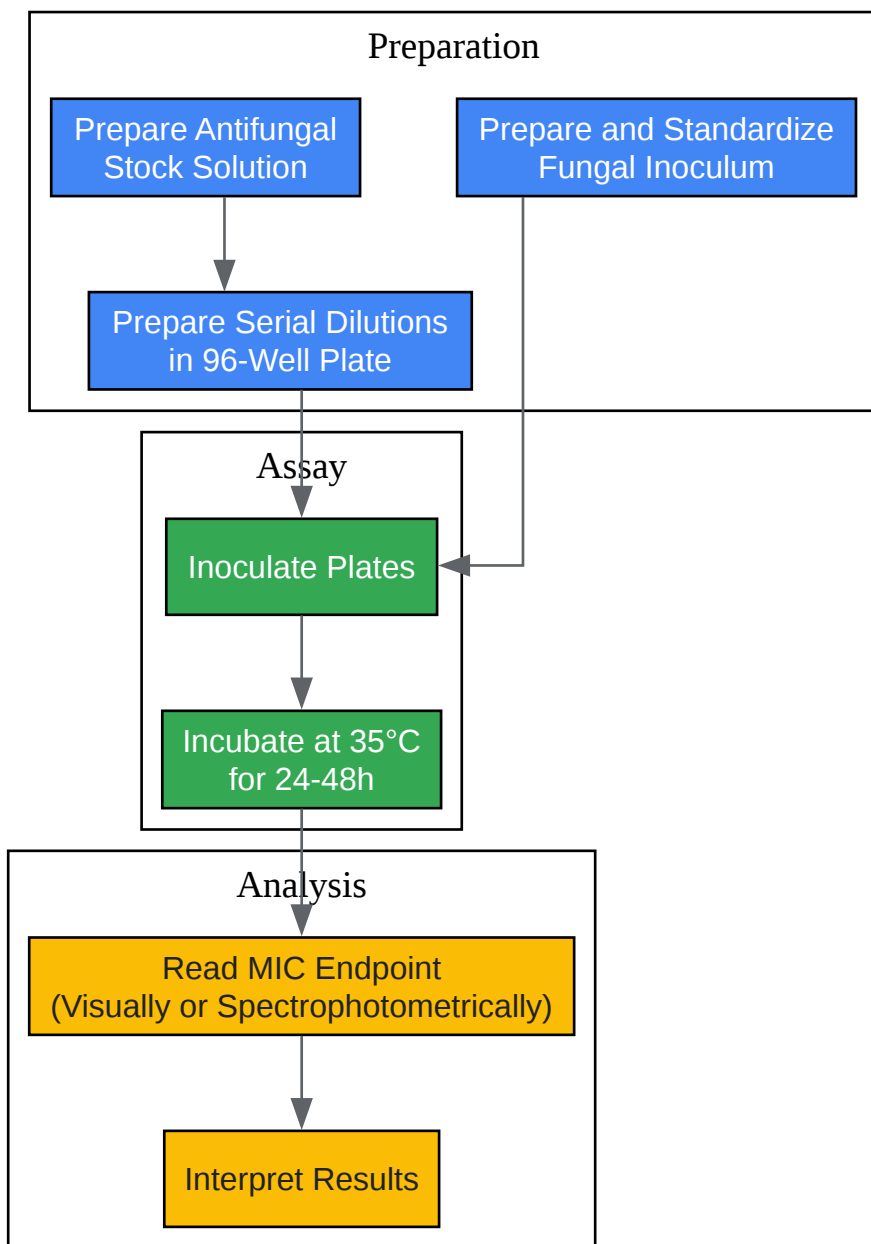 Preparation
Prepare Antifungal
Stock Solution
Prepare and Standardize
Fungal Inoculum
Prepare Serial Dilutions
in 96-Well Plate
Assay
Inoculate Plates
Incubate at 35°C
for 24-48h
Analysis
Read MIC Endpoint
(Visually or Spectrophotometrically)
Interpret Results